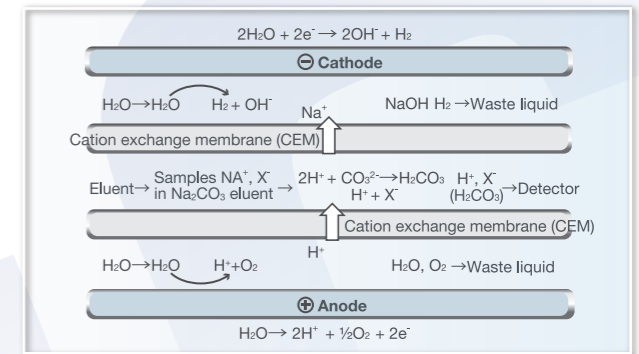 2H₂O + 2e⁻ → 2OH⁻ + H₂
⊖ Cathode
H₂O→H₂O H₂ + OH⁻ Na⁺ NaOH H₂ →Waste liquid
Cation exchange membrane (CEM)
Eluent→ Samples NA⁺, X⁻ → 2H⁺ + CO₃²⁻→H₂CO₃ H⁺, X⁻ →Detector
in Na₂CO₃ eluent H⁺ + X⁻ (H₂CO₃)
Cation exchange membrane (CEM)
H⁺
H₂O→H₂O H⁺+O₂ H₂O, O₂ →Waste liquid
⊕ Anode
H₂O→ 2H⁺ + ½O₂ + 2e⁻